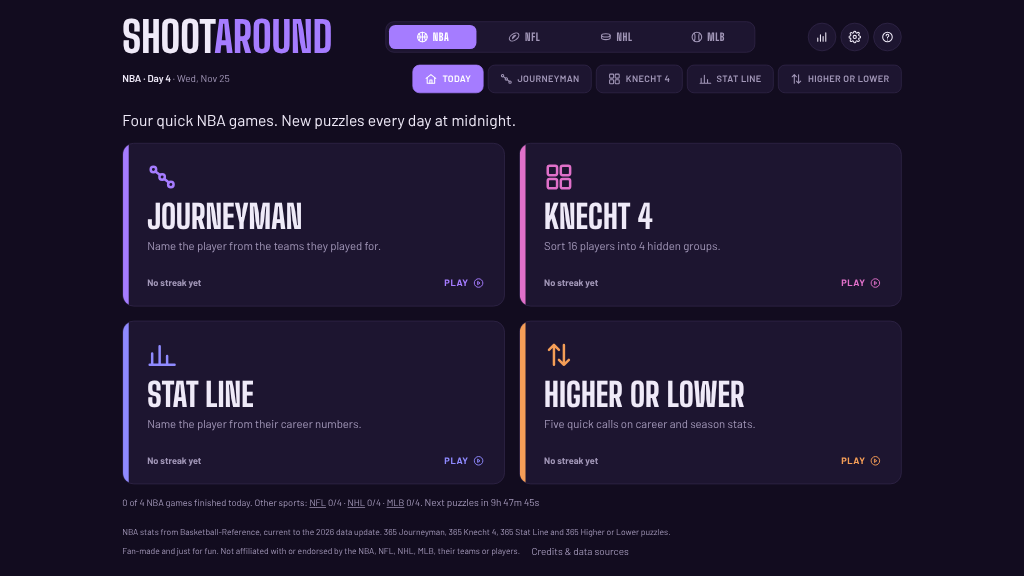 SHOOTAROUND
NBA
NFL
NHL
MLB
NBA · Day 4 · Wed, Nov 25
TODAY
JOURNEYMAN
KNECHT 4
STAT LINE
HIGHER OR LOWER
Four quick NBA games. New puzzles every day at midnight.
JOURNEYMAN
Name the player from the teams they played for.
No streak yet
PLAY
KNECHT 4
Sort 16 players into 4 hidden groups.
No streak yet
PLAY
STAT LINE
Name the player from their career numbers.
No streak yet
PLAY
HIGHER OR LOWER
Five quick calls on career and season stats.
No streak yet
PLAY
0 of 4 NBA games finished today. Other sports: NFL 0/4 · NHL 0/4 · MLB 0/4. Next puzzles in 9h 47m 45s
NBA stats from Basketball-Reference, current to the 2026 data update. 365 Journeyman, 365 Knecht 4, 365 Stat Line and 365 Higher or Lower puzzles.
Fan-made and just for fun. Not affiliated with or endorsed by the NBA, NFL, NHL, MLB, their teams or players. Credits & data sources